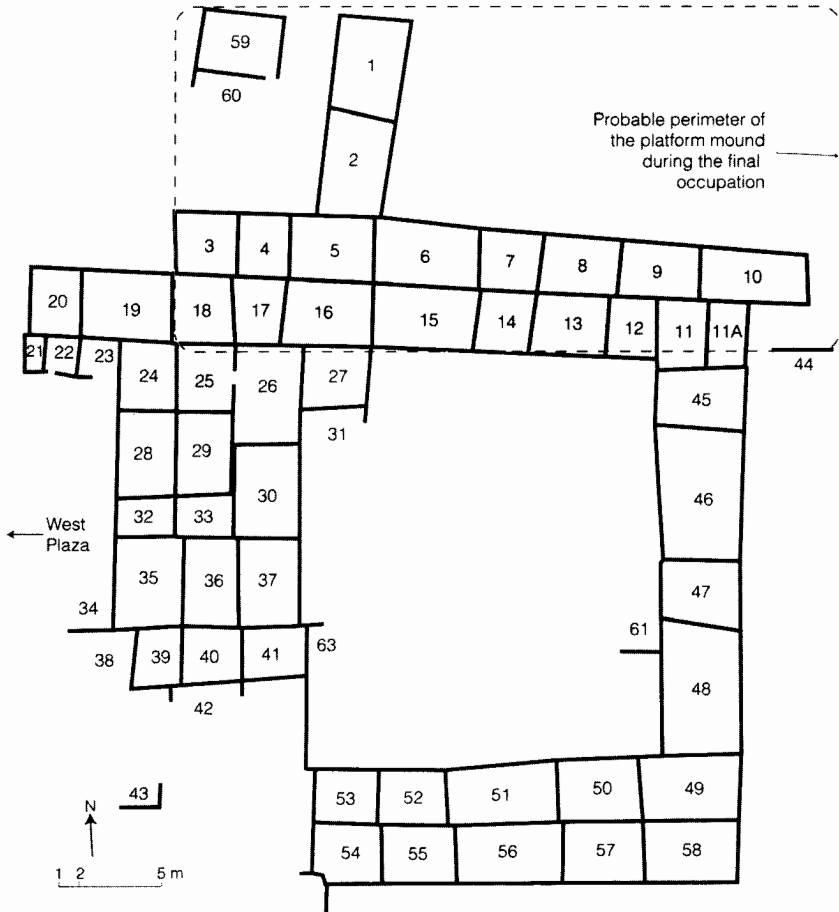 59
1
60
Probable perimeter of
the platform mound
during the final
occupation
2
3 4 5 6 7 8 9 10
20 19 18 17 16 15 14 13 12 11 11A
21 22 23 24 25 26 27 44
45
31
28 29 30 46
32 33
West
Plaza
35 36 37 47
34
61
63
38 39 40 41 48
42
43
53 52 51 50 49
N
54 55 56 57 58
1 2 5 m